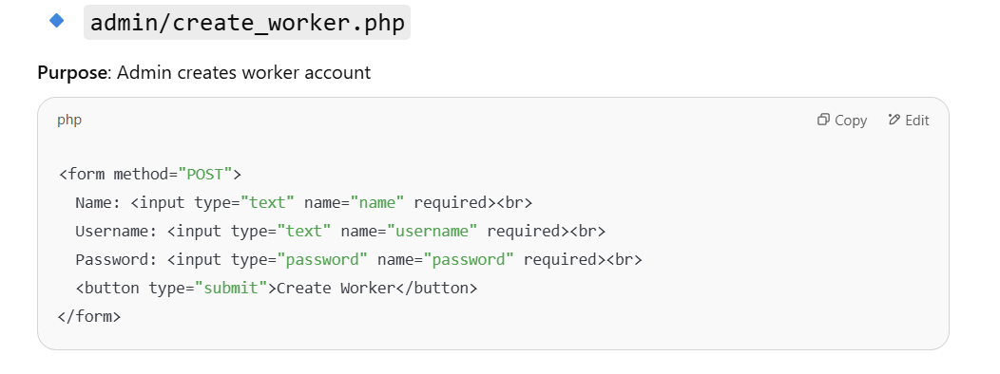 admin/create_worker.php
Purpose: Admin creates worker account
php
Copy
Edit
<form method="POST">
  Name: <input type="text" name="name" required><br>
  Username: <input type="text" name="username" required><br>
  Password: <input type="password" name="password" required><br>
  <button type="submit">Create Worker</button>
</form>